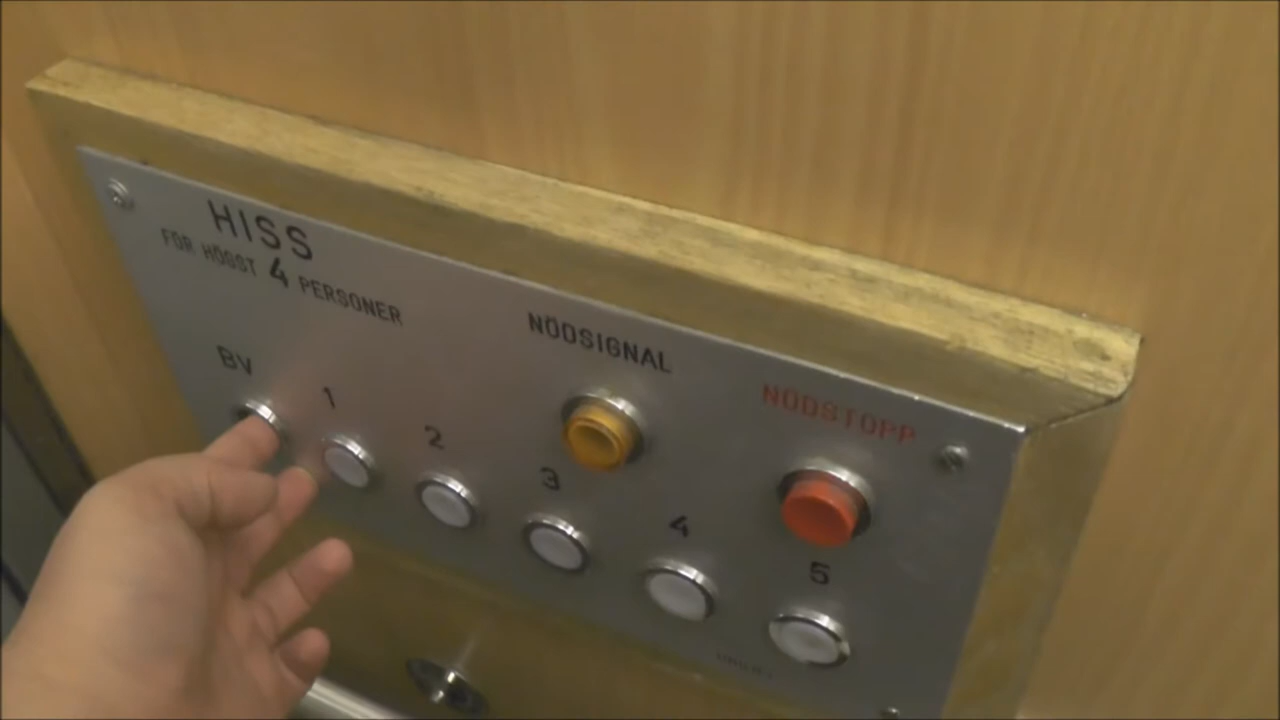 HISS
FÖR HÖGST 4 PERSONER
NÖDSIGNAL
NÖDSTOPP
BV
1
2
3
4
5